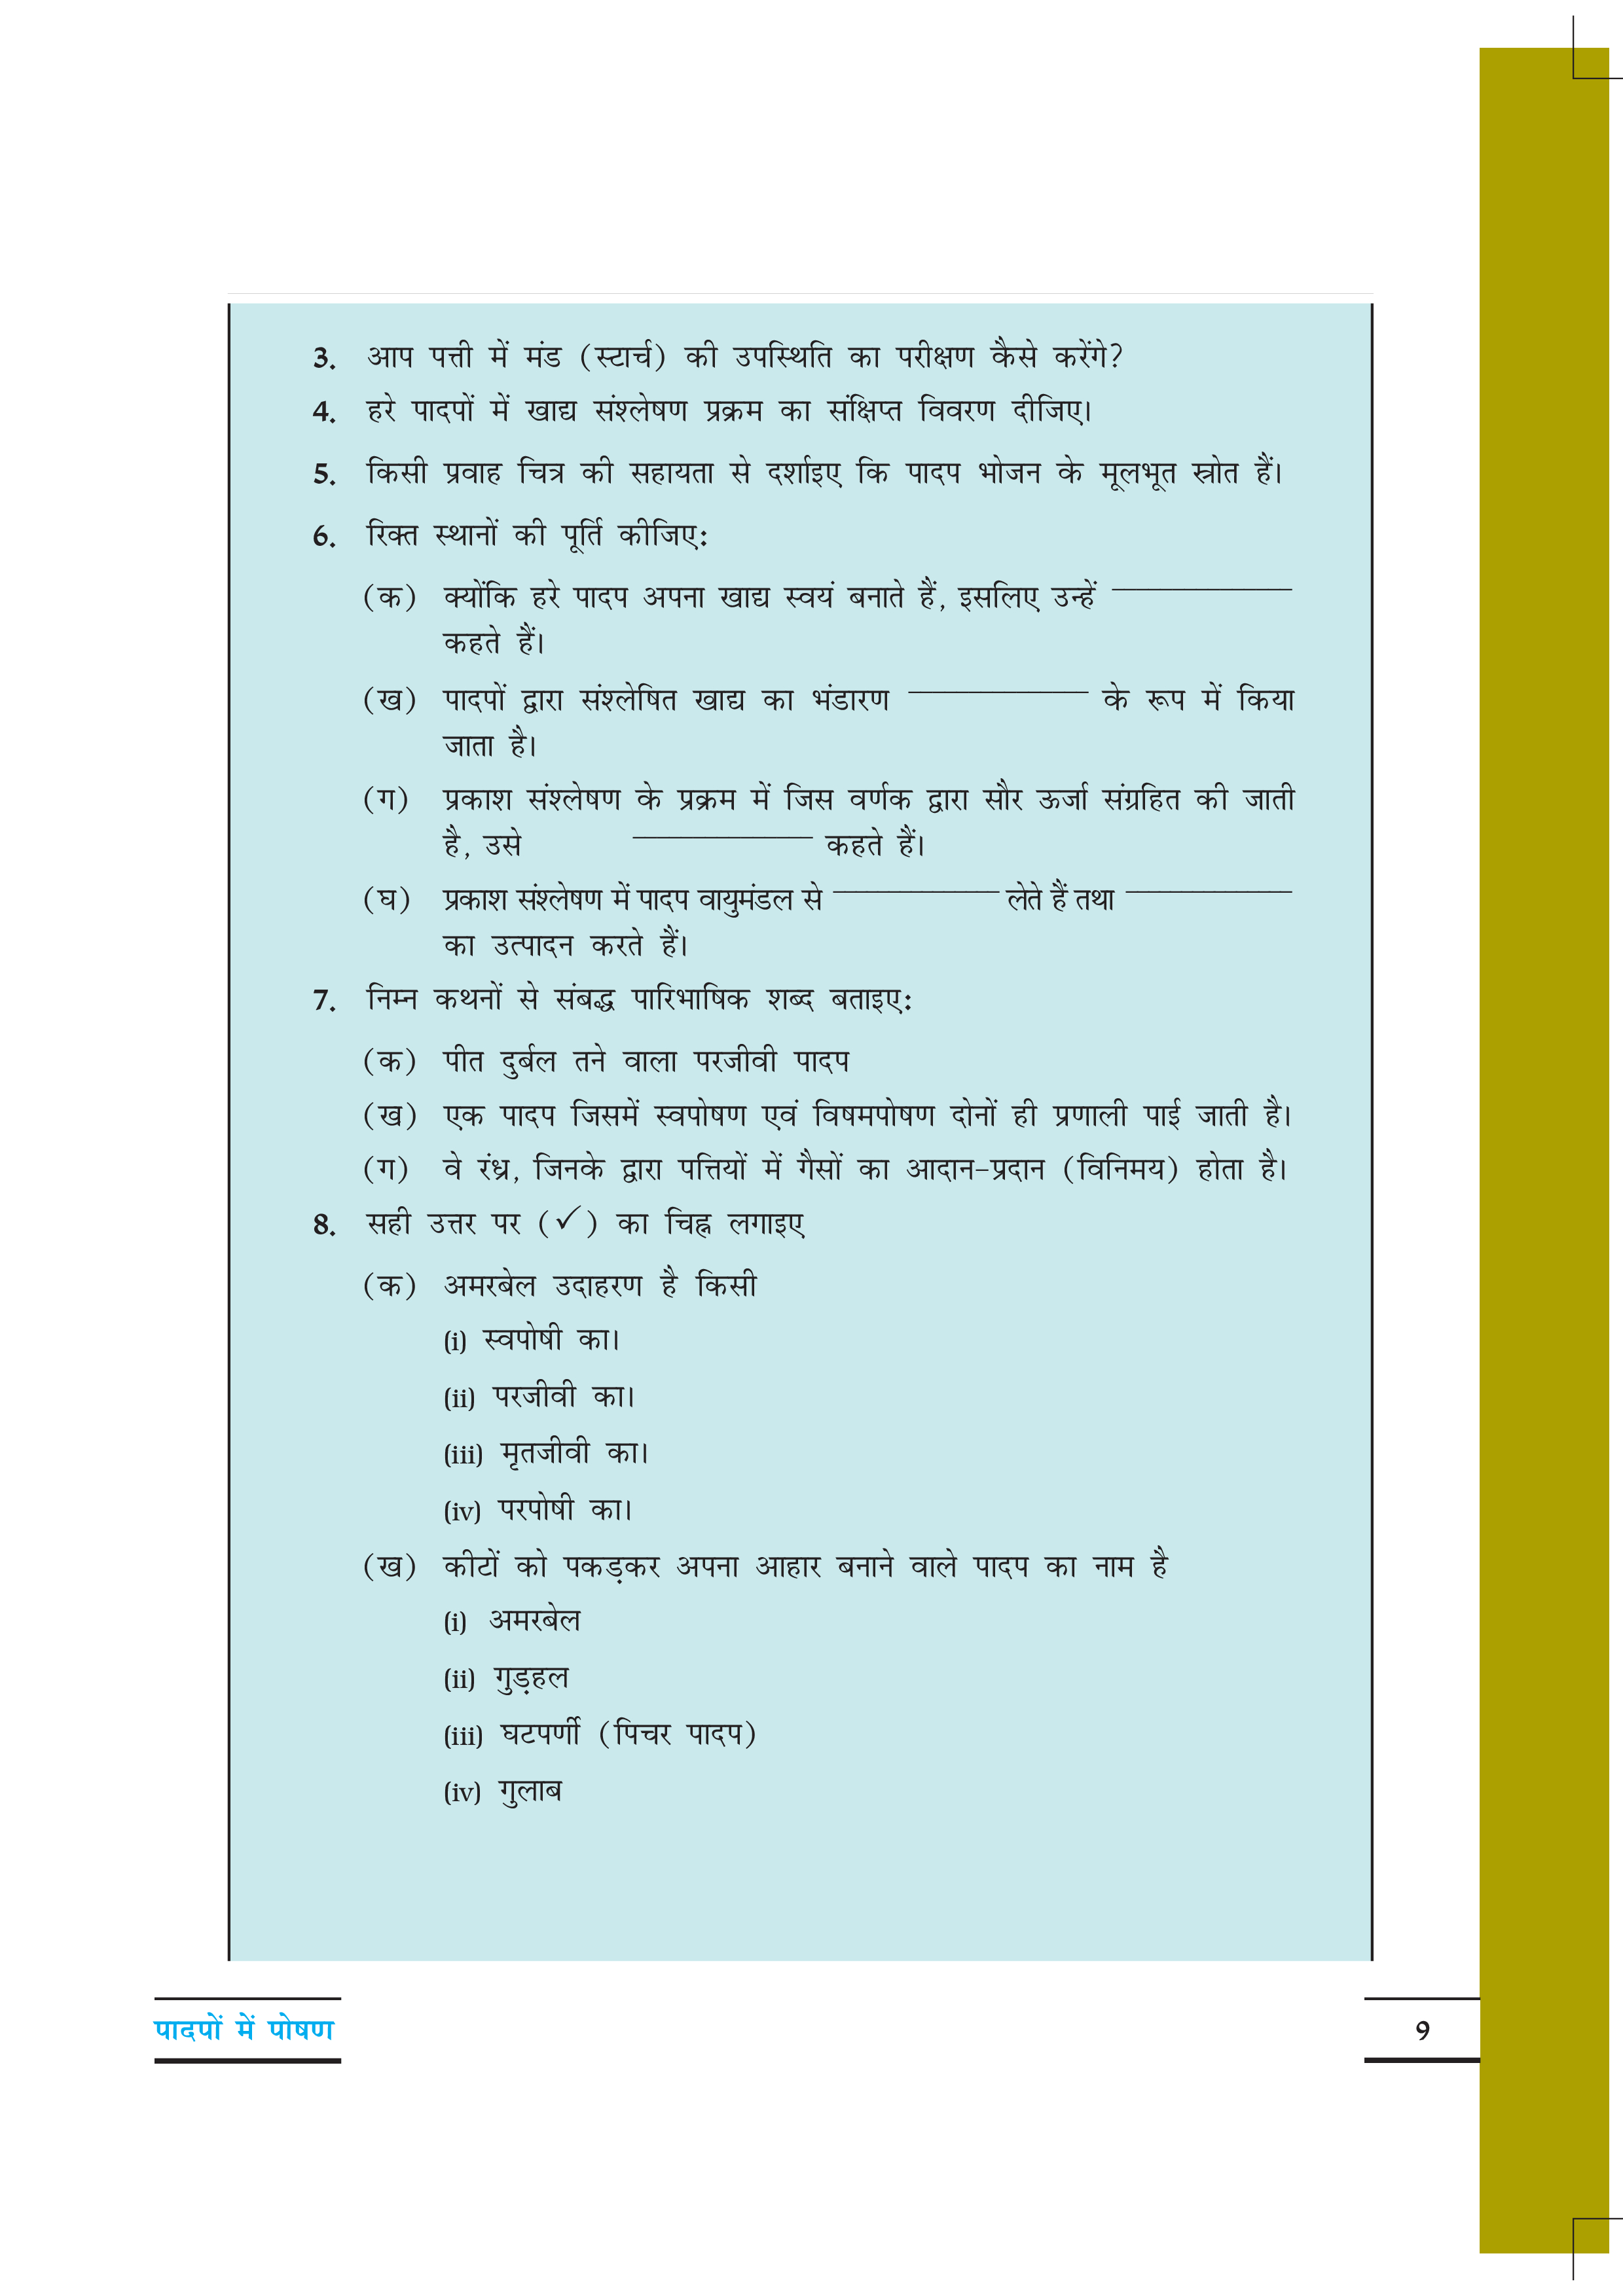 3. आप पत्ती में मंड (स्टार्च) की उपस्थिति का परीक्षण कैसे करेंगे?
4. हरे पादपों में खाद्य संश्लेषण प्रक्रम का संक्षिप्त विवरण दीजिए।
5. किसी प्रवाह चित्र की सहायता से दर्शाइए कि पादप भोजन के मूलभूत स्रोत हैं।
6. रिक्त स्थानों की पूर्ति कीजिए:
(क) क्योंकि हरे पादप अपना खाद्य स्वयं बनाते हैं, इसलिए उन्हें ____________
कहते हैं।
(ख) पादपों द्वारा संश्लेषित खाद्य का भंडारण ____________ के रूप में किया
जाता है।
(ग) प्रकाश संश्लेषण के प्रक्रम में जिस वर्णक द्वारा सौर ऊर्जा संग्रहित की जाती
है, उसे ____________ कहते हैं।
(घ) प्रकाश संश्लेषण में पादप वायुमंडल से ____________ लेते हैं तथा ____________
का उत्पादन करते हैं।
7. निम्न कथनों से संबद्ध पारिभाषिक शब्द बताइए:
(क) पीत दुर्बल तने वाला परजीवी पादप
(ख) एक पादप जिसमें स्वपोषण एवं विषमपोषण दोनों ही प्रणाली पाई जाती है।
(ग) वे रंध्र, जिनके द्वारा पत्तियों में गैसों का आदान-प्रदान (विनिमय) होता है।
8. सही उत्तर पर (✓) का चिह्न लगाइए
(क) अमरबेल उदाहरण है किसी
(i) स्वपोषी का।
(ii) परजीवी का।
(iii) मृतजीवी का।
(iv) परपोषी का।
(ख) कीटों को पकड़कर अपना आहार बनाने वाले पादप का नाम है
(i) अमरबेल
(ii) गुड़हल
(iii) घटपर्णी (पिचर पादप)
(iv) गुलाब
पादपों में पोषण
9